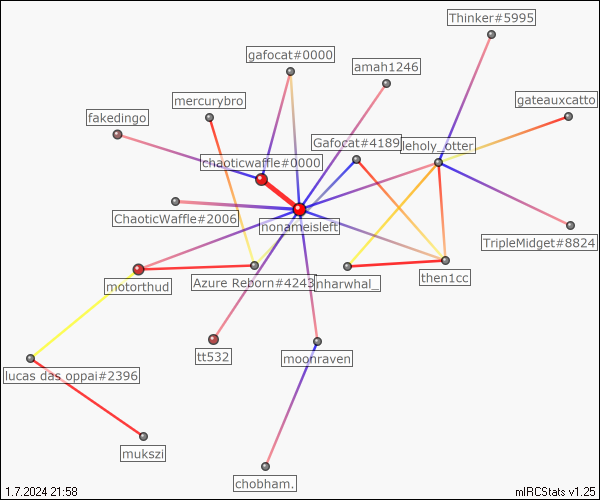 Thinker#5995
gafocat#0000
amah1246
mercurybro
gateauxcatto
fakedingo
Gafocat#4189
leholy_otter
chaoticwaffle#0000
ChaoticWaffle#2006
nonameisleft
TripleMidget#8824
motorthud
Azure Reborn#4243
nharwhal_
then1cc
tt532
moonraven
lucas das oppai#2396
mukszi
chobham.
1.7.2024 21:58
mIRCStats v1.25